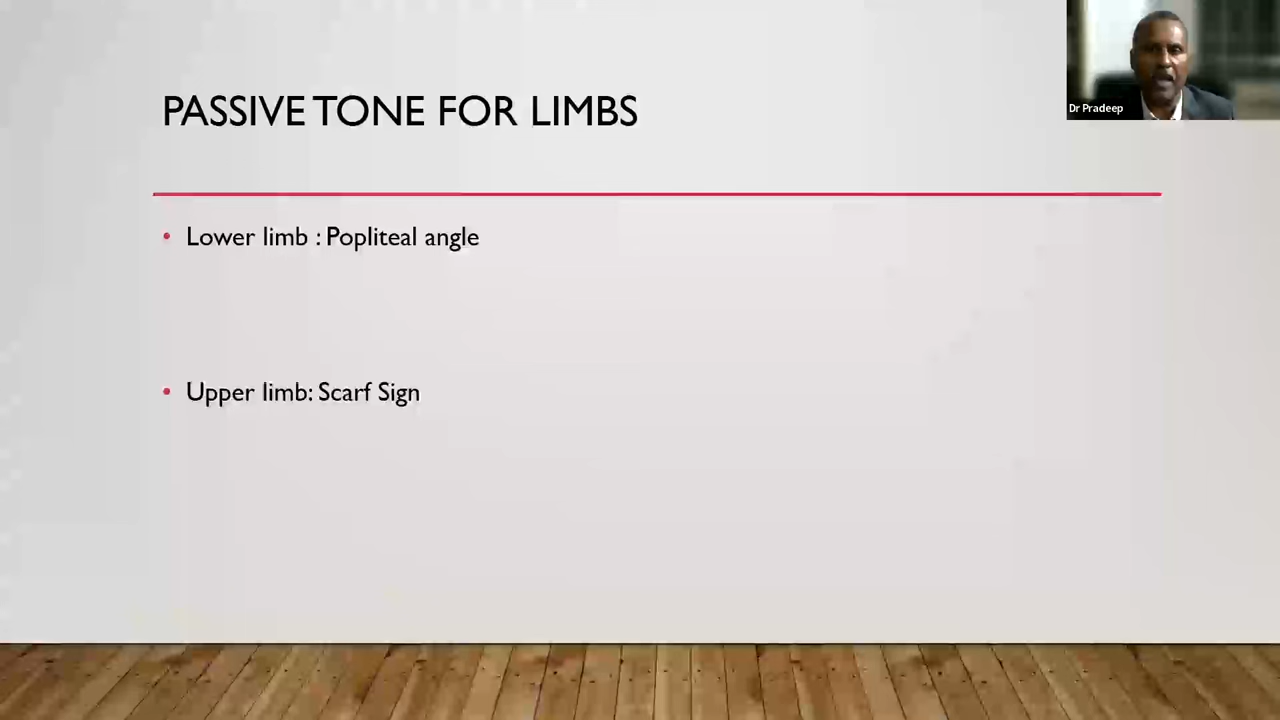 PASSIVE TONE FOR LIMBS
Dr Pradeep
• Lower limb : Popliteal angle
• Upper limb: Scarf Sign